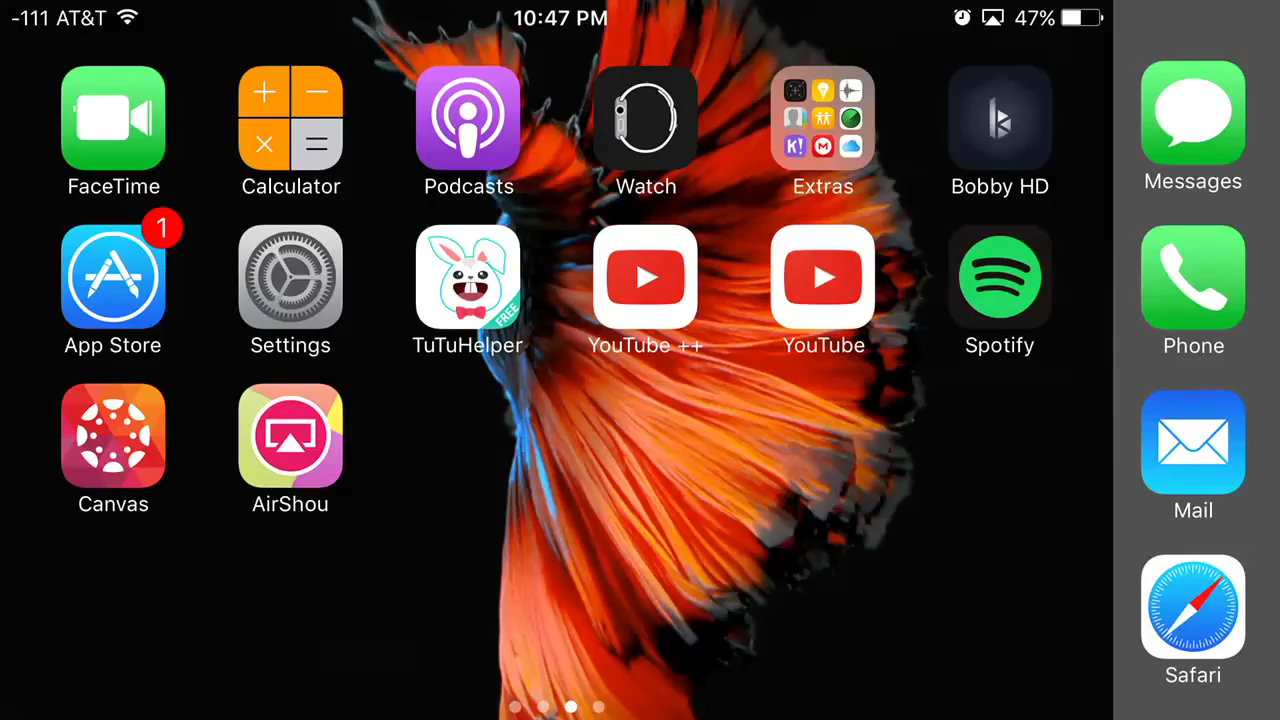 -111 AT&T 10:47 PM 47%
FaceTime Calculator Podcasts Watch Extras Bobby HD
Messages
1
FREE
App Store Settings TuTuHelper YouTube ++ YouTube Spotify
Phone
Canvas AirShou
Mail
Safari